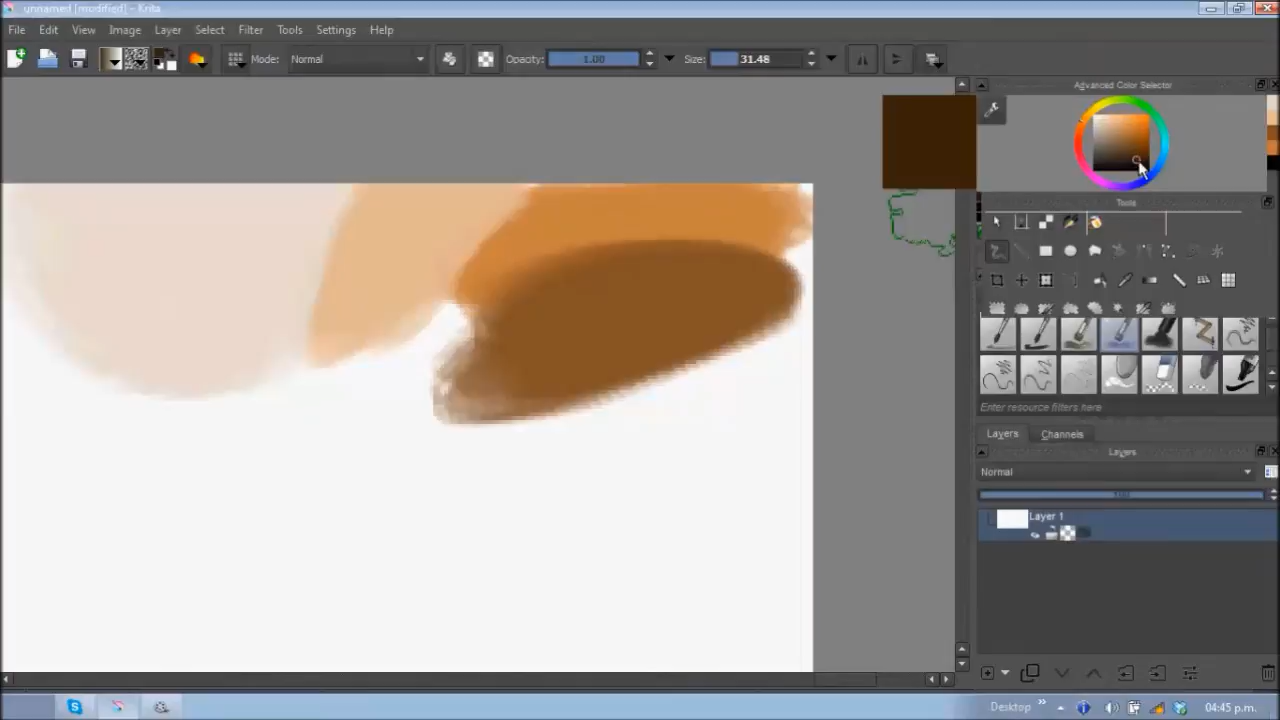 unnamed [modified] - Krita
File Edit View Image Layer Select Filter Tools Settings Help
Mode: Normal Opacity: 1.00 Size: 31.48
Advanced Color Selector
Tools
Enter resource filters here
Layers Channels
Layers
Normal
Layer 1
Desktop » 04:45 p.m.